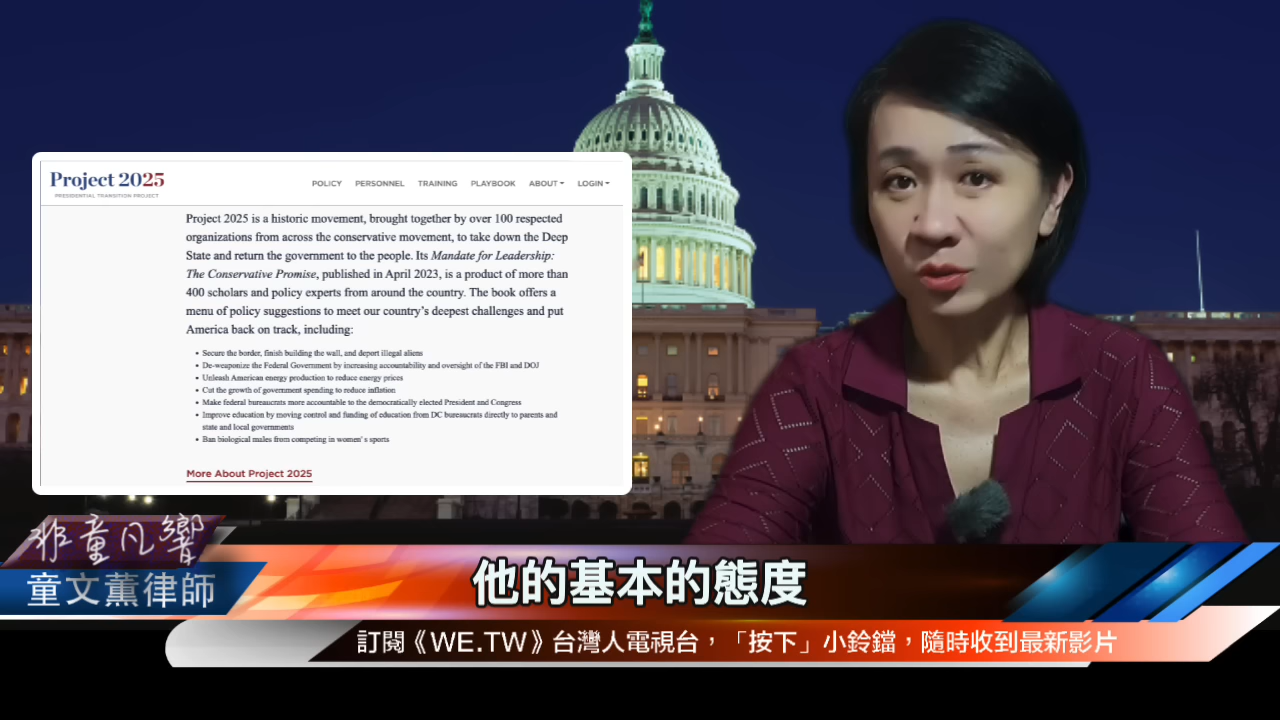 Project 2025
PRESIDENTIAL TRANSITION PROJECT
POLICY PERSONNEL TRAINING PLAYBOOK ABOUT LOGIN
Project 2025 is a historic movement, brought together by over 100 respected
organizations from across the conservative movement, to take down the Deep
State and return the government to the people. Its Mandate for Leadership:
The Conservative Promise, published in April 2023, is a product of more than
400 scholars and policy experts from around the country. The book offers a
menu of policy suggestions to meet our country's deepest challenges and put
America back on track, including:
• Secure the border, finish building the wall, and deport illegal aliens
• De-weaponize the Federal Government by increasing accountability and oversight of the FBI and DOJ
• Unleash American energy production to reduce energy prices
• Cut the growth of government spending to reduce inflation
• Make federal bureaucrats more accountable to the democratically elected President and Congress
• Improve education by moving control and funding of education from DC bureaucrats directly to parents and
state and local governments
• Ban biological males from competing in women' s sports
More About Project 2025
非童凡響
童文薰律師
他的基本的態度
訂閱《WE.TW》台灣人電視台，「按下」小鈴鐺，隨時收到最新影片